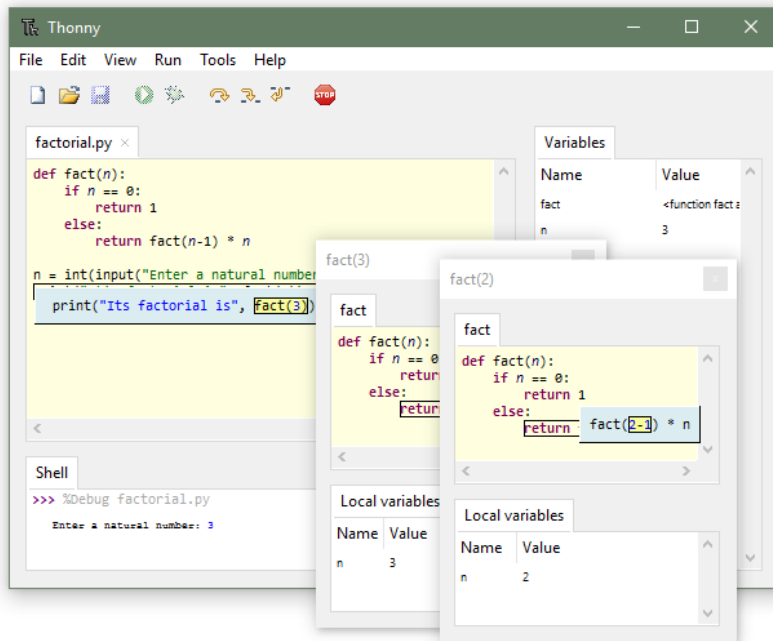 Thonny
File Edit View Run Tools Help
STOP
factorial.py
def fact(n):
if n == 0:
return 1
else:
return fact(n-1) * n
n = int(input("Enter a natural number
print("Its factorial is", fact(3))
Shell
>>> %Debug factorial.py
Enter a natural number: 3
Variables
Name Value
fact <function fact a
n 3
fact(3)
fact
def fact(n):
if n == 0
retur
else:
retur
Local variables
Name Value
n 3
fact(2)
fact
def fact(n):
if n == 0:
return 1
else:
return
fact(2-1) * n
Local variables
Name Value
n 2